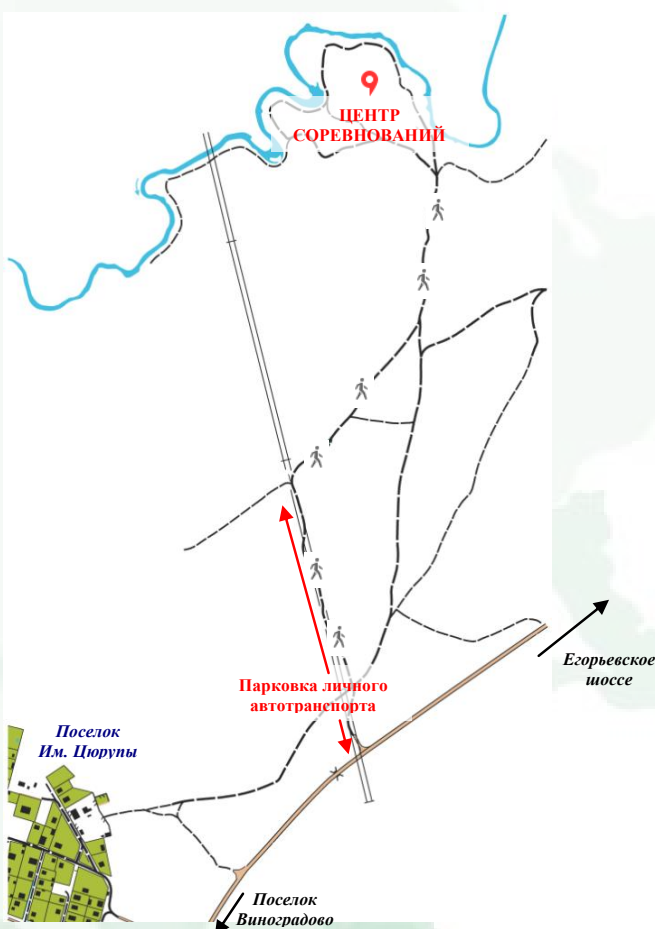 ЦЕНТР
СОРЕВНОВАНИЙ
Егорьевское
шоссе
Парковка личного
автотранспорта
Поселок
Им. Цюрупы
Поселок
Виноградово